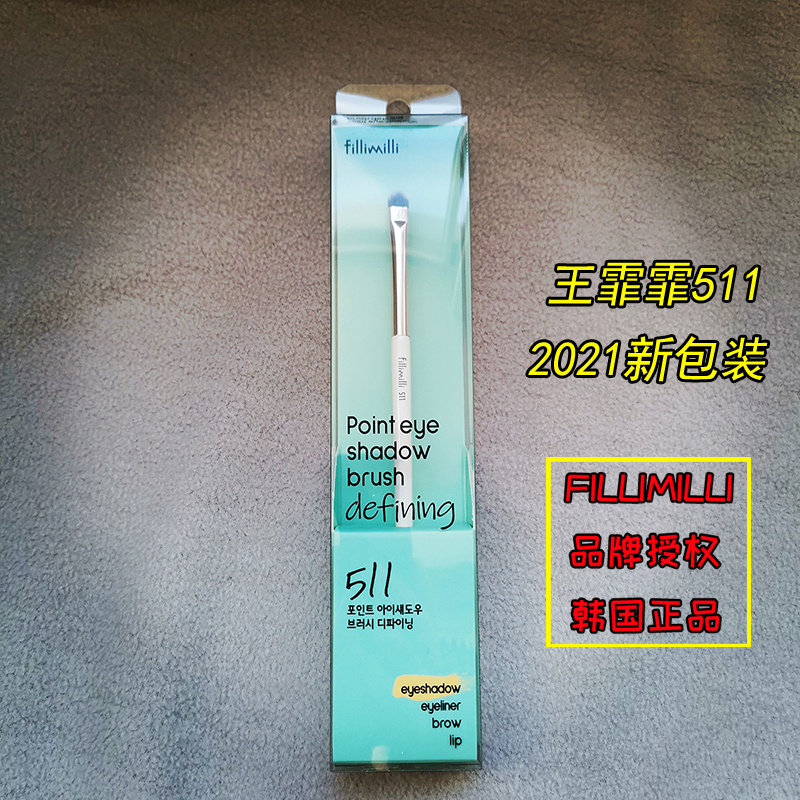 fillimilli
fillimilli 511
Point eye
shadow
brush
defining
511
포인트 아이섀도우
브러시 디파이닝
eyeshadow
eyeliner
brow
lip
王霏霏511
2021新包装
FILLIMILLI
品牌授权
韩国正品